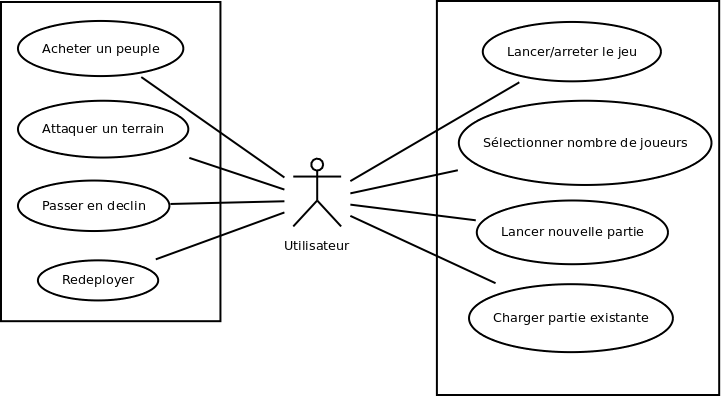 Acheter un peuple
Attaquer un terrain
Passer en declin
Redeployer
Utilisateur
Lancer/arreter le jeu
Sélectionner nombre de joueurs
Lancer nouvelle partie
Charger partie existante